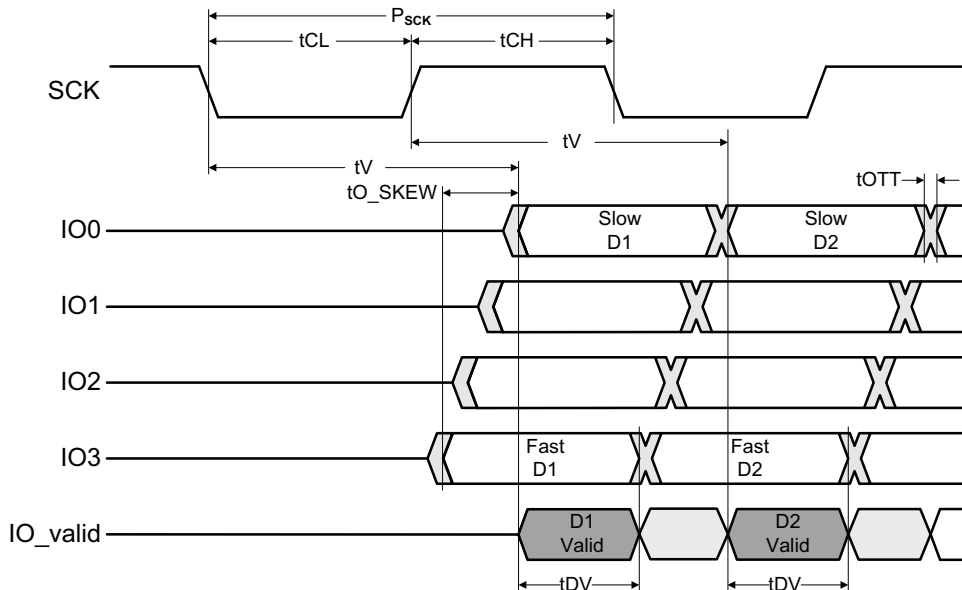 PSCK
tCL
tCH
SCK
tV
tV
tO_SKEW
tOTT
IO0
Slow
D1
Slow
D2
IO1
IO2
IO3
Fast
D1
Fast
D2
IO_valid
D1
Valid
D2
Valid
tDV
tDV